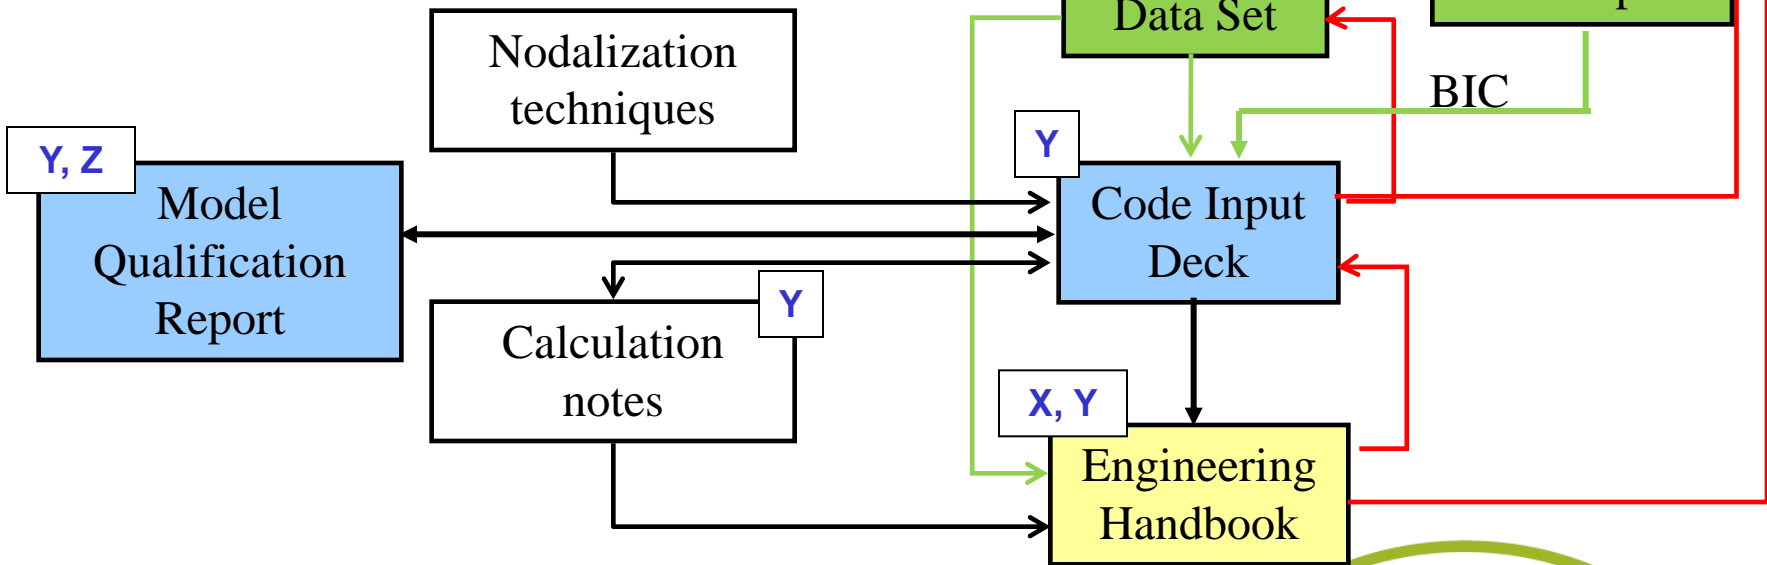 Data Set
Nodalization
techniques
BIC
Y
Y, Z
Model
Qualification
Report
Code Input
Deck
Y
Calculation
notes
X, Y
Engineering
Handbook